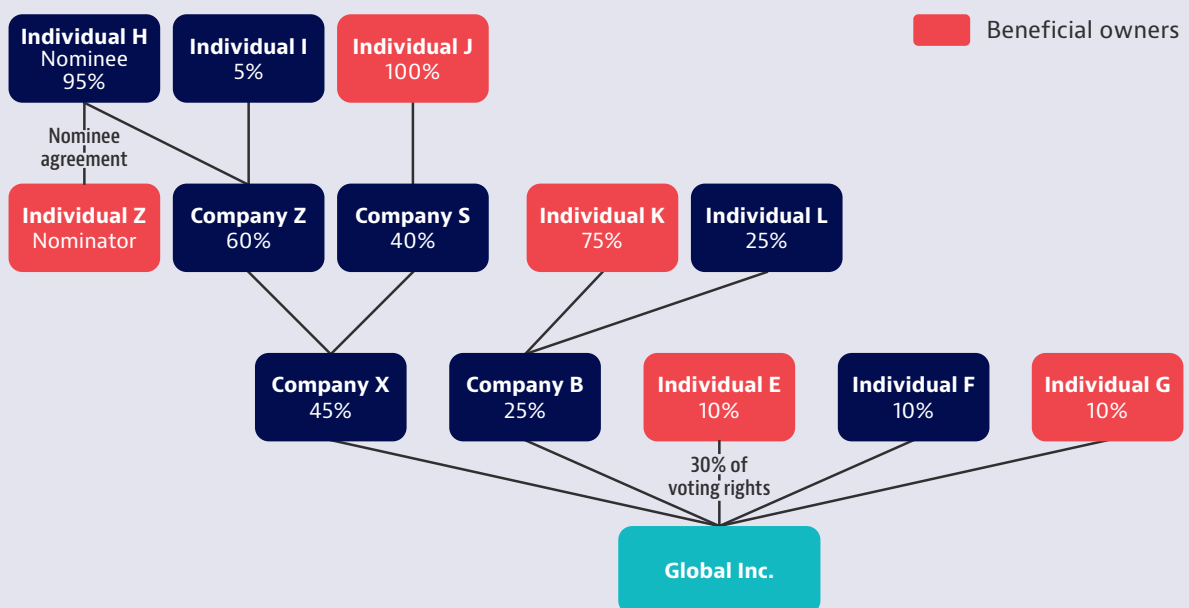 Individual H
Nominee
95%
Individual I
5%
Individual J
100%
Beneficial owners
Nominee
agreement
Individual Z
Nominator
Company Z
60%
Company S
40%
Individual K
75%
Individual L
25%
Company X
45%
Company B
25%
Individual E
10%
Individual F
10%
Individual G
10%
30% of
voting rights
Global Inc.